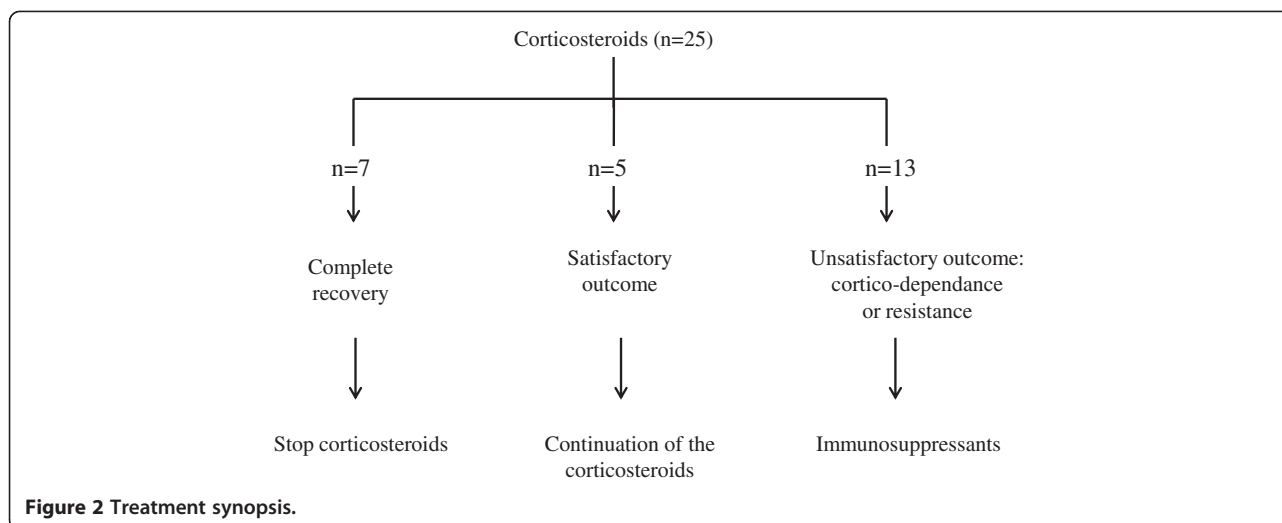 Corticosteroids (n=25)
n=7
n=5
n=13
Complete
recovery
Satisfactory
outcome
Unsatisfactory outcome:
cortico-dependance
or resistance
Stop corticosteroids
Continuation of the
corticosteroids
Immunosuppressants
Figure 2 Treatment synopsis.